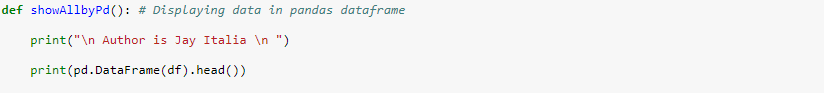 def showAllbyPd(): # Displaying data in pandas dataframe
print("\n Author is Jay Italia \n ")
print(pd.DataFrame(df).head())